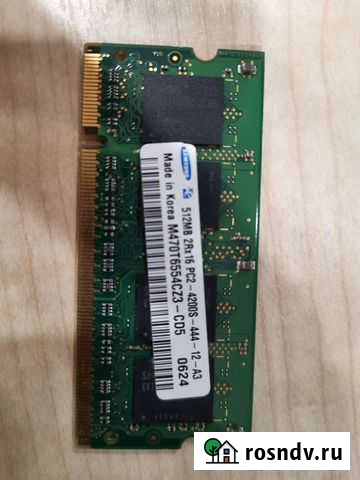 SAMSUNG
512MB 2Rx16 PC2-4200S-444-12-A3
Made in Korea M470T6554CZ3-CD5 0624
rosndv.ru